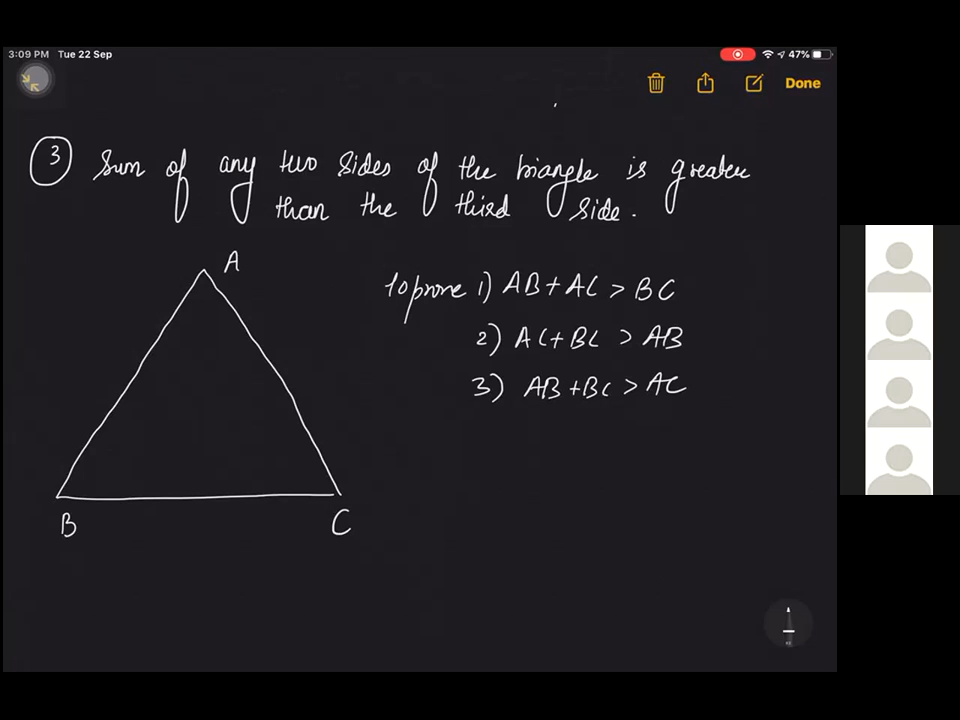 3:09 PM Tue 22 Sep 47%
Done
3 Sum of any two sides of the triangle is greater
than the third side.
A
To prove 1) AB + AC > BC
2) AC + BC > AB
3) AB + BC > AC
B C